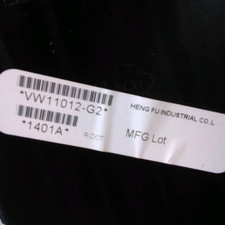 HENG FU INDUSTRIAL CO.,L
*VW11012-G2*
*1401A*
MFG Lot